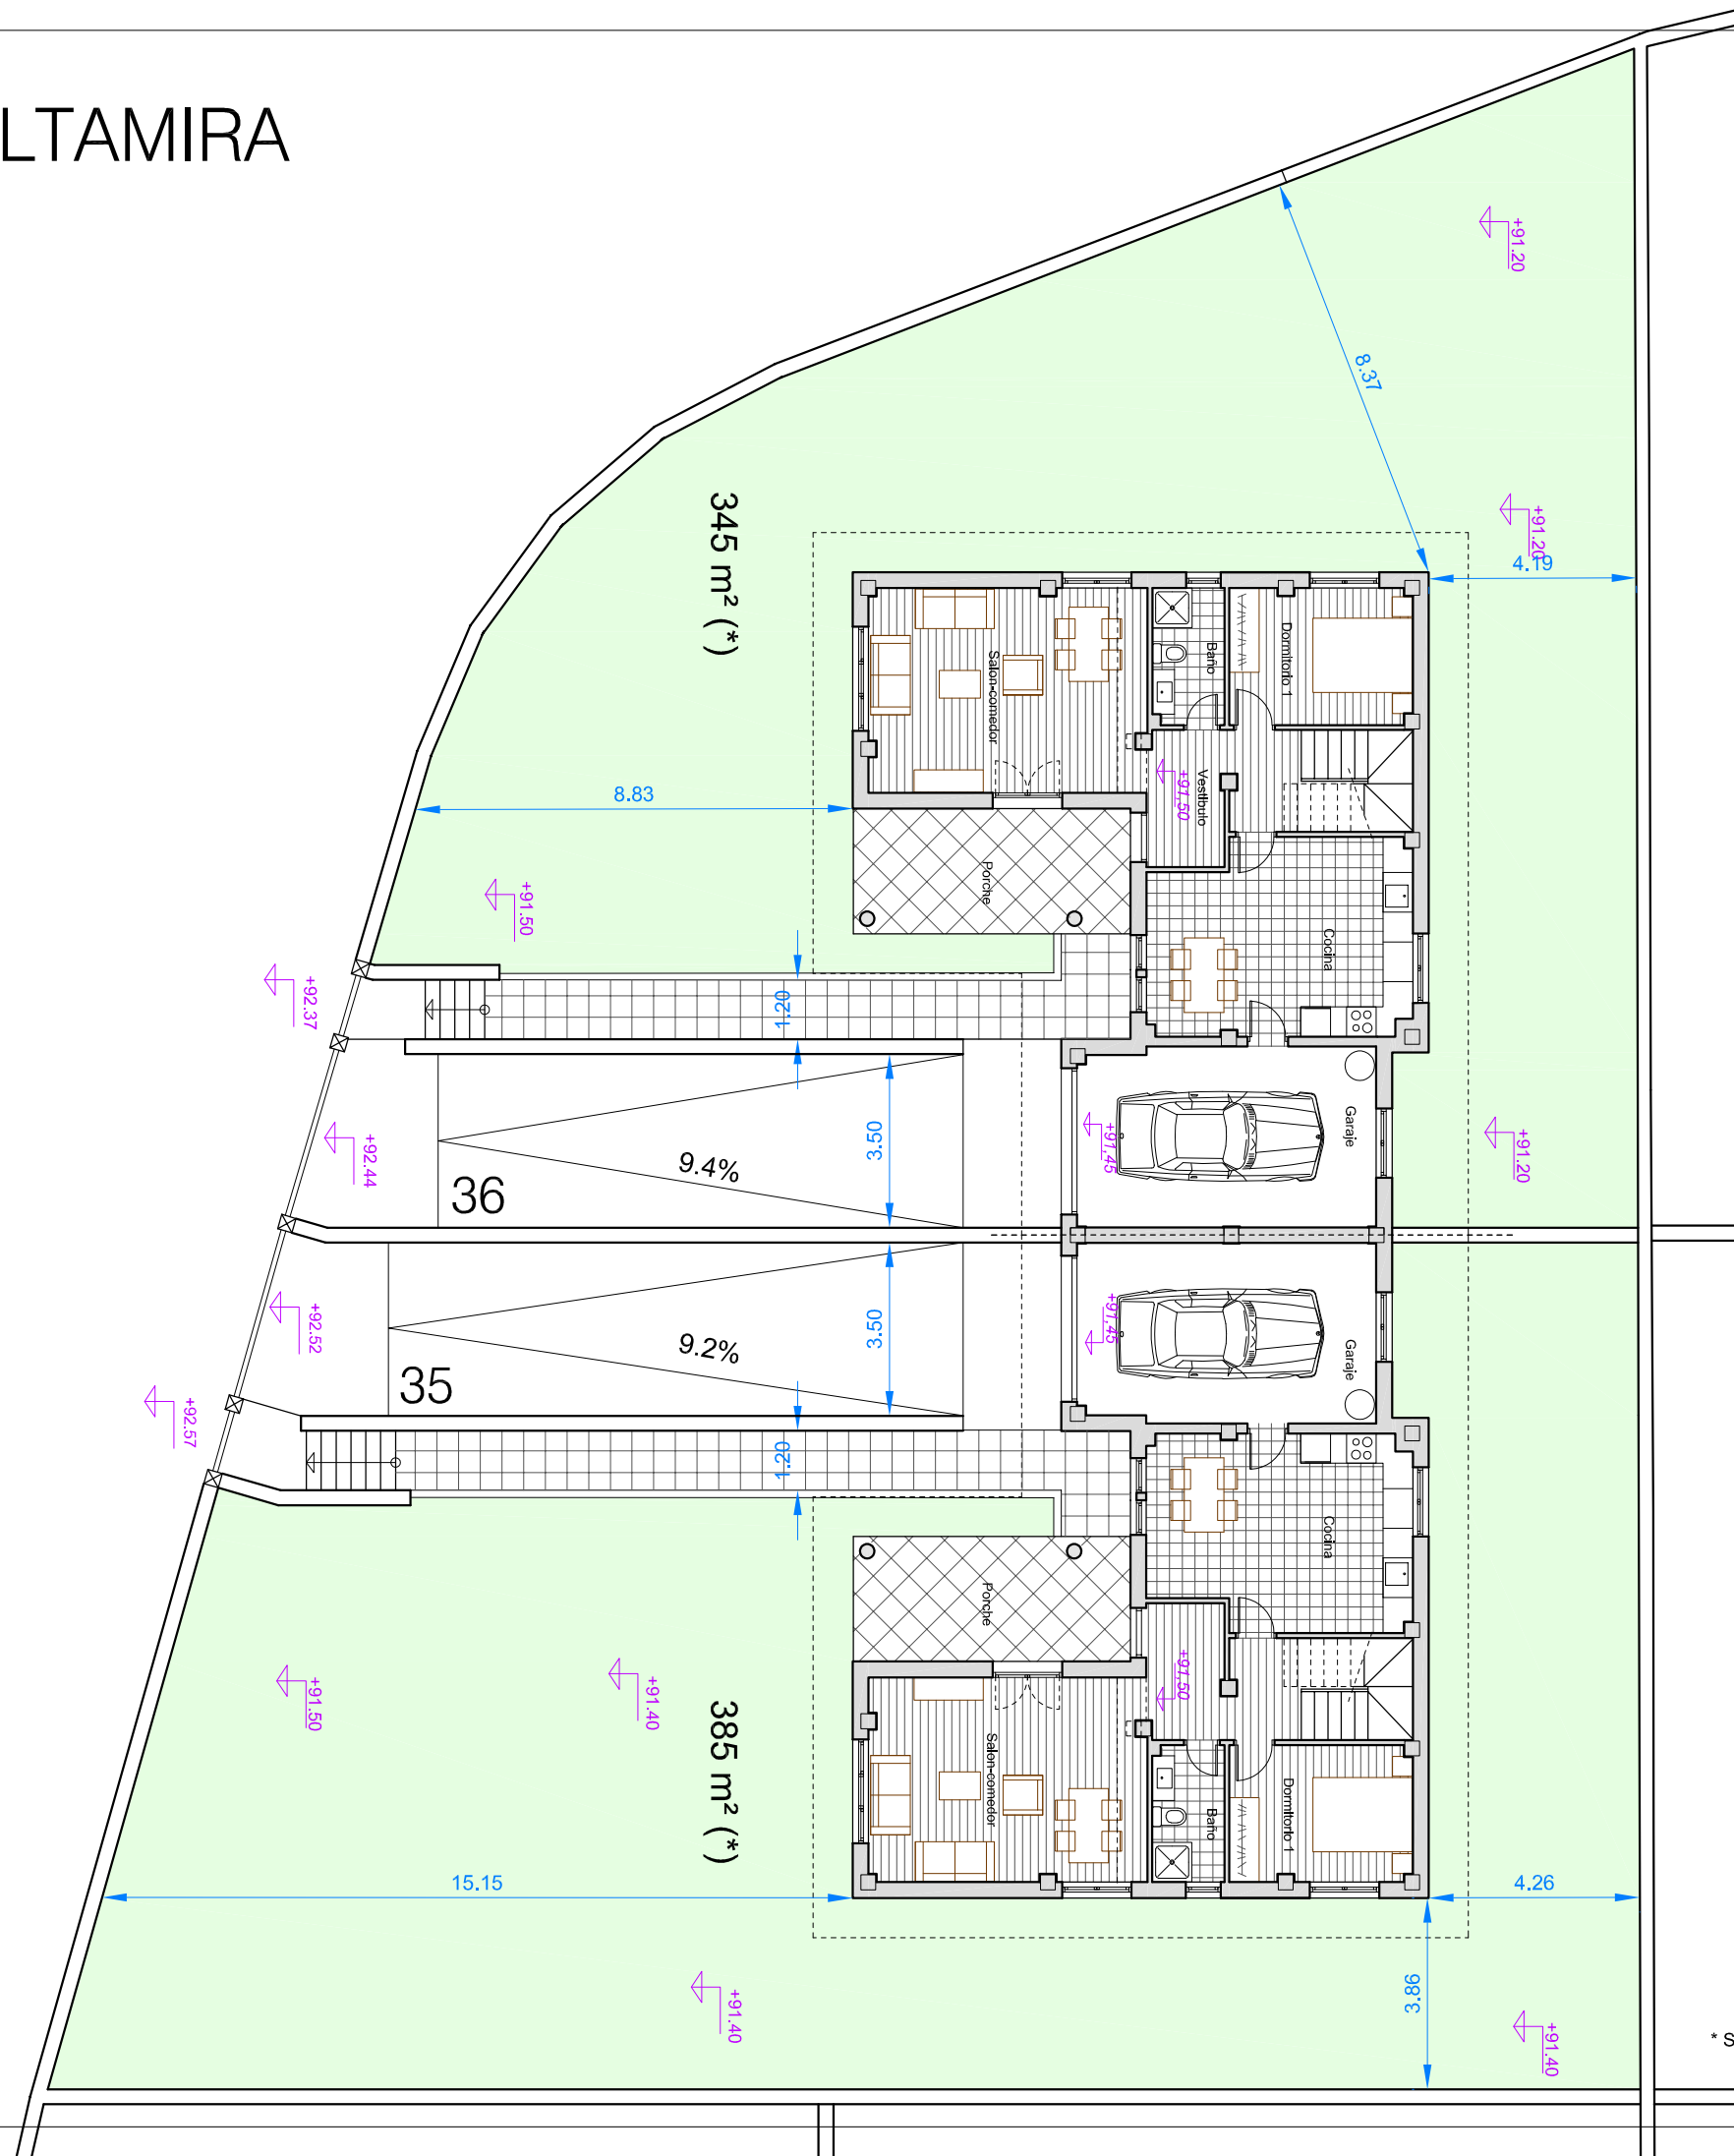 LTAMIRA
+91.20
8.37
+91.20
4.19
345 m² (*)
Salon-comedor
Baño
Dormitorio 1
8.83
Vestibulo
+91,50
Porche
Cocina
+91.50
+92.37
1.20
+92.44
3.50
9.4%
36
+91,45
Garaje
+91.20
+92.52
3.50
9.2%
35
+91,45
Garaje
+92.57
1.20
Cocina
Porche
+91,50
+91.50
+91.40
385 m² (*)
Salon-comedor
Baño
Dormitorio 1
15.15
4.26
3.86
+91.40
+91.40
* S